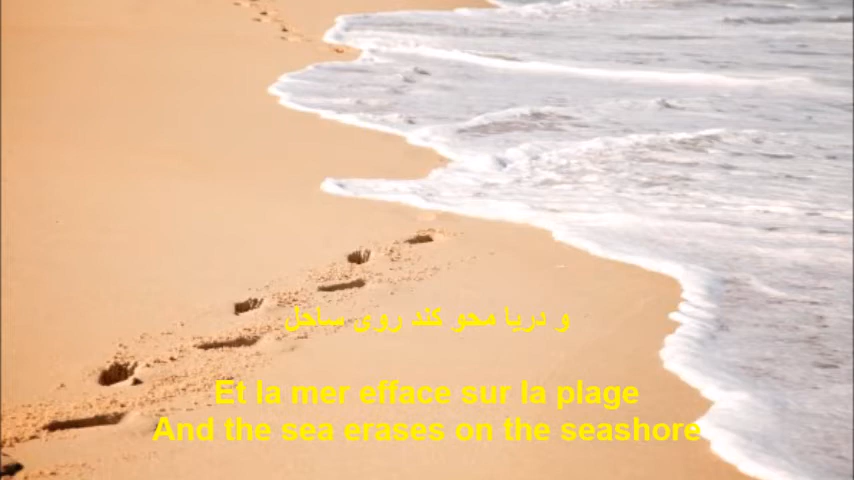 و دریا محو کند روی ساحل
Et la mer efface sur la plage
And the sea erases on the seashore